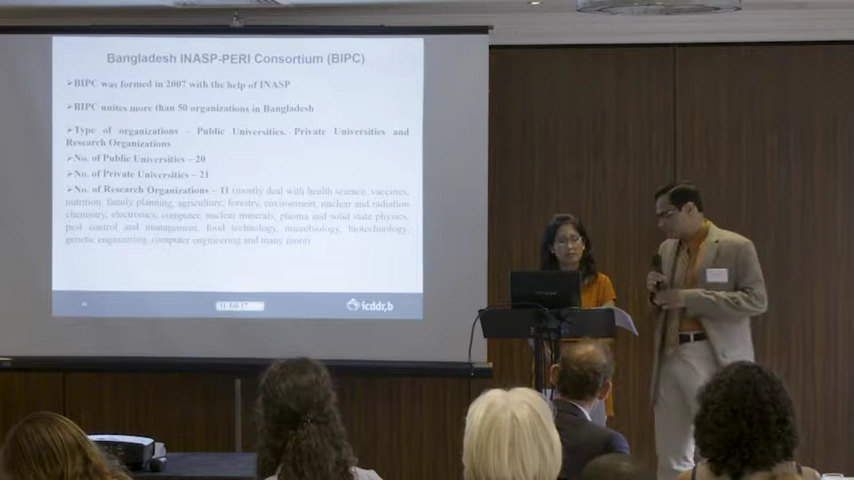 Bangladesh INASP-PERI Consortium (BIPC)
➢BIPC was formed in 2007 with the help of INASP
➢BIPC unites more than 50 organizations in Bangladesh
➢Type of organizations - Public Universities, Private Universities and
Research Organizations
➢No. of Public Universities – 20
➢No. of Private Universities – 21
➢No. of Research Organizations – 11 (mostly deal with health science, vaccines,
nutrition, family planning, agriculture, forestry, environment, nuclear and radiation
chemistry, electronics, computer, nuclear minerals, plasma and solid state physics,
pest control and management, food technology, microbiology, biotechnology,
genetic engineering, computer engineering and many more)
icddr,b